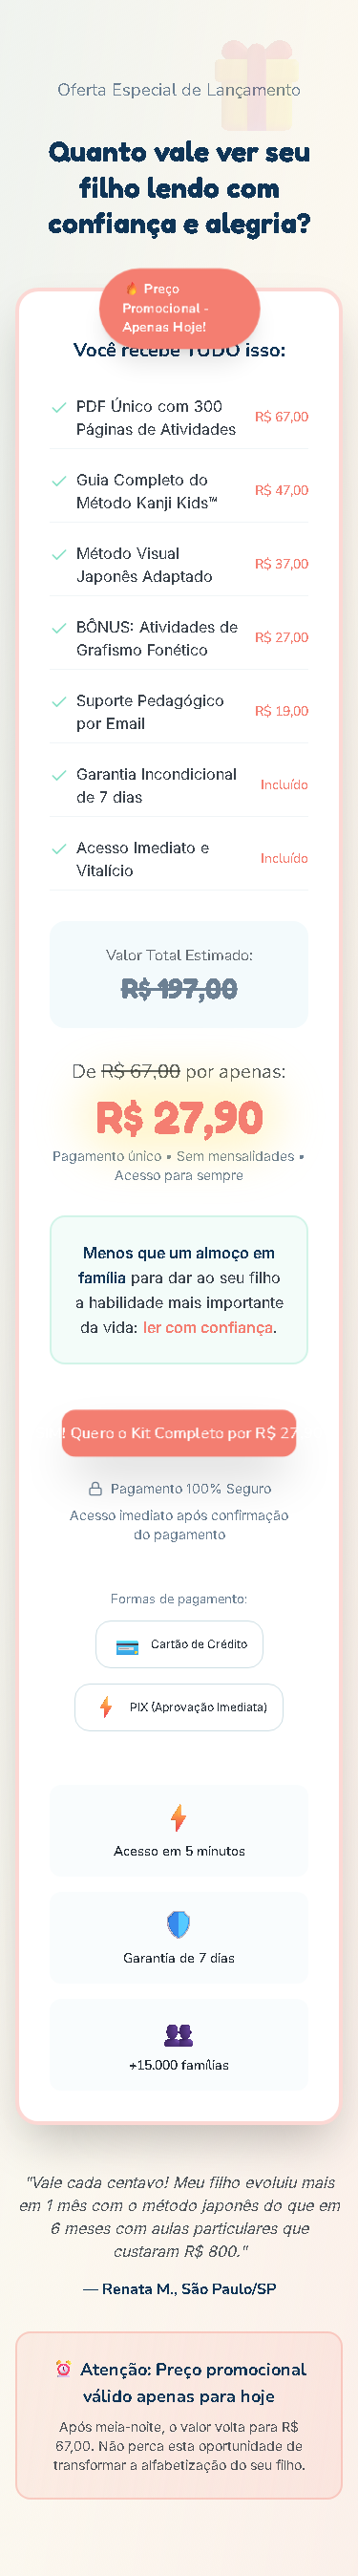 Oferta Especial de Lançamento
Quanto vale ver seu
filho lendo com
confiança e alegria?
Preço
Promocional -
Apenas Hoje!
Você recebe TUDO isso:
PDF Único com 300
Páginas de Atividades
R$ 67,00
Guia Completo do
Método Kanji Kids™
R$ 47,00
Método Visual
Japonês Adaptado
R$ 37,00
BÔNUS: Atividades de
Grafismo Fonético
R$ 27,00
Suporte Pedagógico
por Email
R$ 19,00
Garantia Incondicional
de 7 dias
Incluído
Acesso Imediato e
Vitalício
Incluído
Valor Total Estimado:
R$ 197,00
De R$ 67,00 por apenas:
R$ 27,90
Pagamento único • Sem mensalidades •
Acesso para sempre
Menos que um almoço em
família para dar ao seu filho
a habilidade mais importante
da vida: ler com confiança.
! Quero o Kit Completo por R$ 27
Pagamento 100% Seguro
Acesso imediato após confirmação
do pagamento
Formas de pagamento:
Cartão de Crédito
PIX (Aprovação Imediata)
Acesso em 5 minutos
Garantia de 7 dias
+15.000 famílias
"Vale cada centavo! Meu filho evoluiu mais
em 1 mês com o método japonês do que em
6 meses com aulas particulares que
custaram R$ 800."
— Renata M., São Paulo/SP
Atenção: Preço promocional
válido apenas para hoje
Após meia-noite, o valor volta para R$
67,00. Não perca esta oportunidade de
transformar a alfabetização do seu filho.